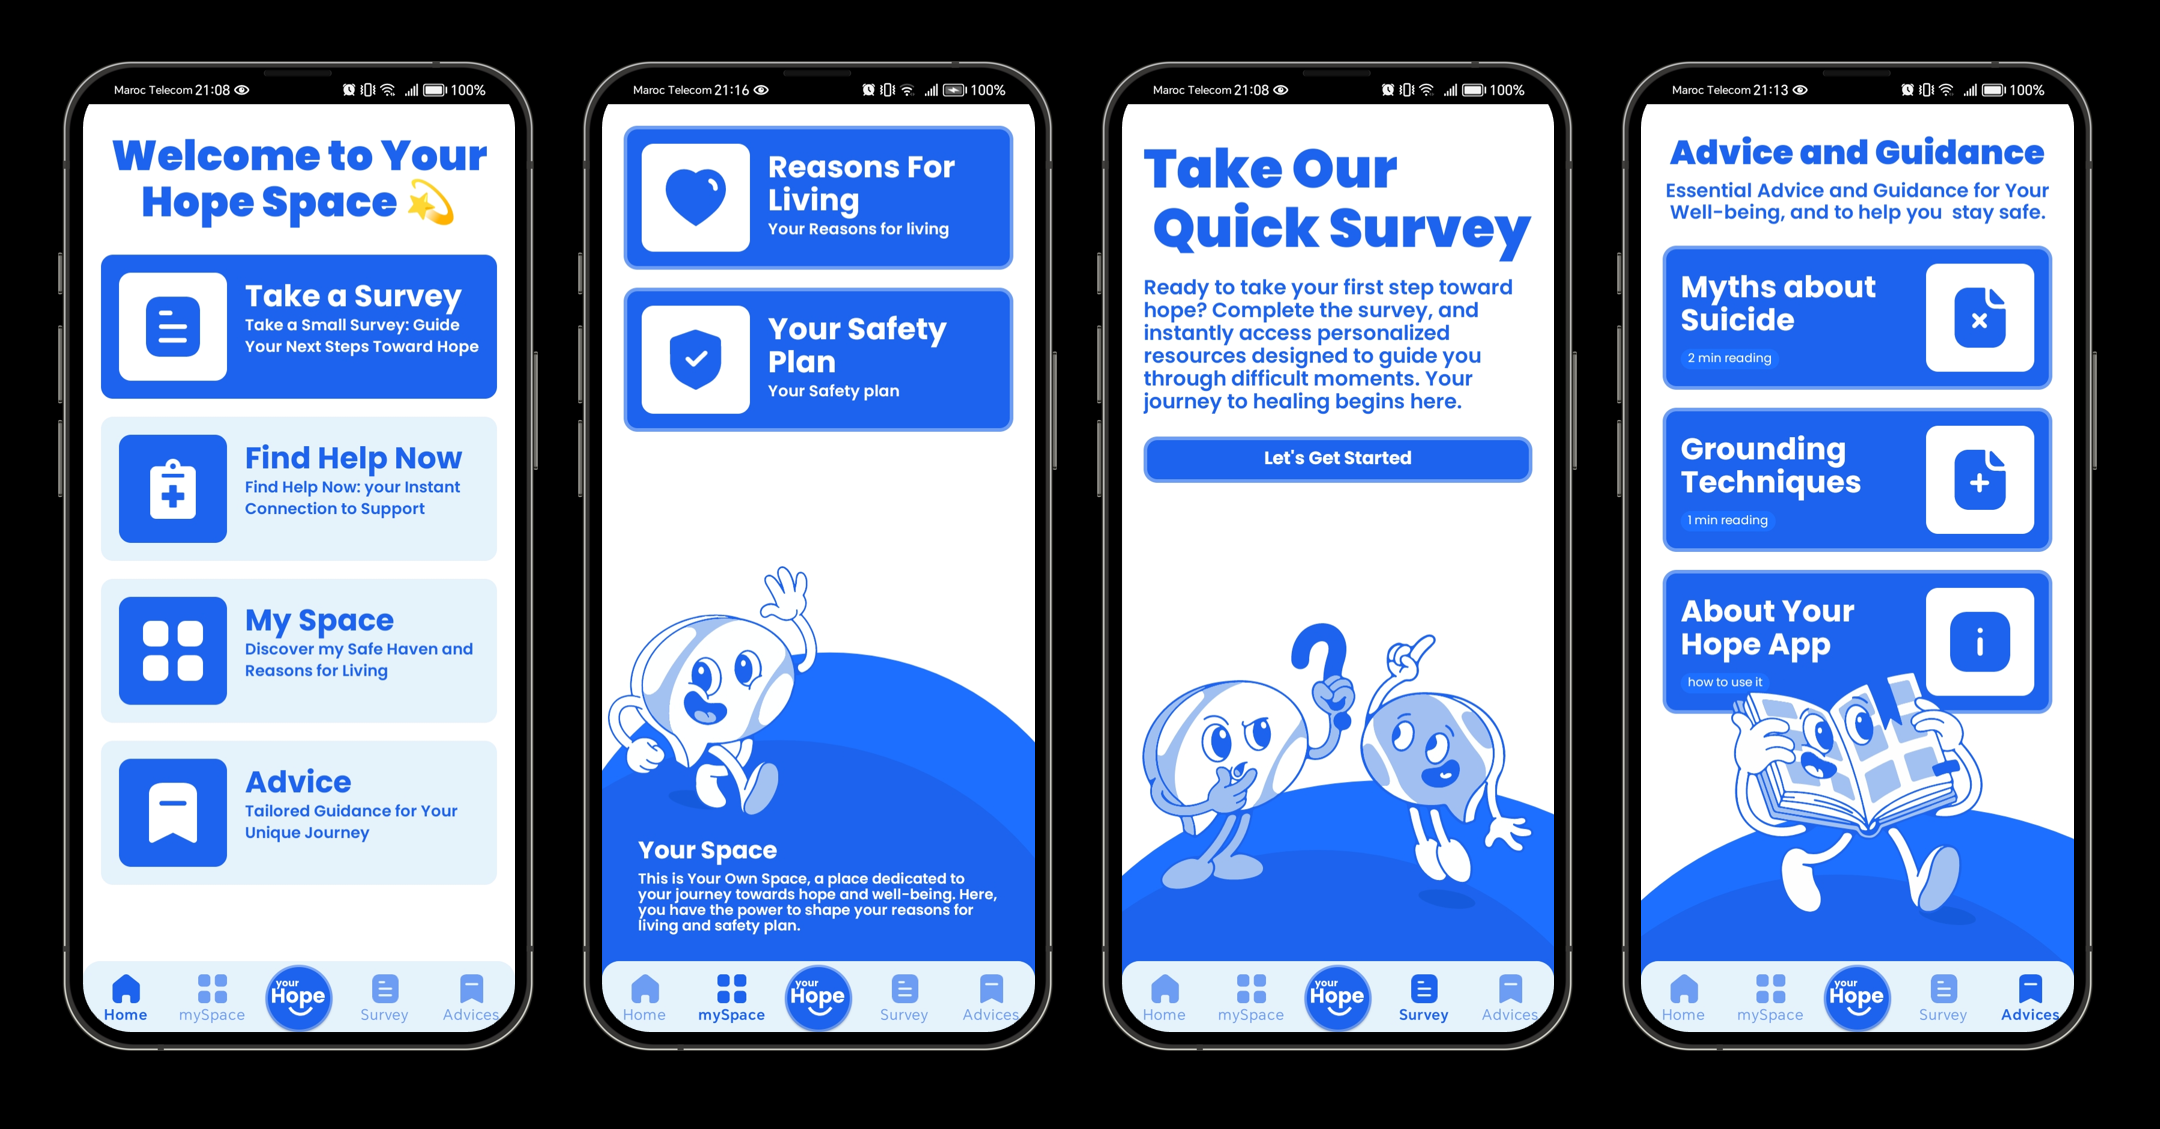 Maroc Telecom 21:08 100%
Welcome to Your
Hope Space
Take a Survey
Take a Small Survey: Guide
Your Next Steps Toward Hope
Find Help Now
Find Help Now: your Instant
Connection to Support
My Space
Discover my Safe Haven and
Reasons for Living
Advice
Tailored Guidance for Your
Unique Journey
Home mySpace your Hope Survey Advices
Maroc Telecom 21:16 100%
Reasons For
Living
Your Reasons for living
Your Safety
Plan
Your Safety plan
Your Space
This is Your Own Space, a place dedicated to
your journey towards hope and well-being. Here,
you have the power to shape your reasons for
living and safety plan.
Home mySpace your Hope Survey Advices
Maroc Telecom 21:08 100%
Take Our
Quick Survey
Ready to take your first step toward
hope? Complete the survey, and
instantly access personalized
resources designed to guide you
through difficult moments. Your
journey to healing begins here.
Let's Get Started
Home mySpace your Hope Survey Advices
Maroc Telecom 21:13 100%
Advice and Guidance
Essential Advice and Guidance for Your
Well-being, and to help you stay safe.
Myths about
Suicide
2 min reading
Grounding
Techniques
1 min reading
About Your
Hope App
how to use it
Home mySpace your Hope Survey Advices